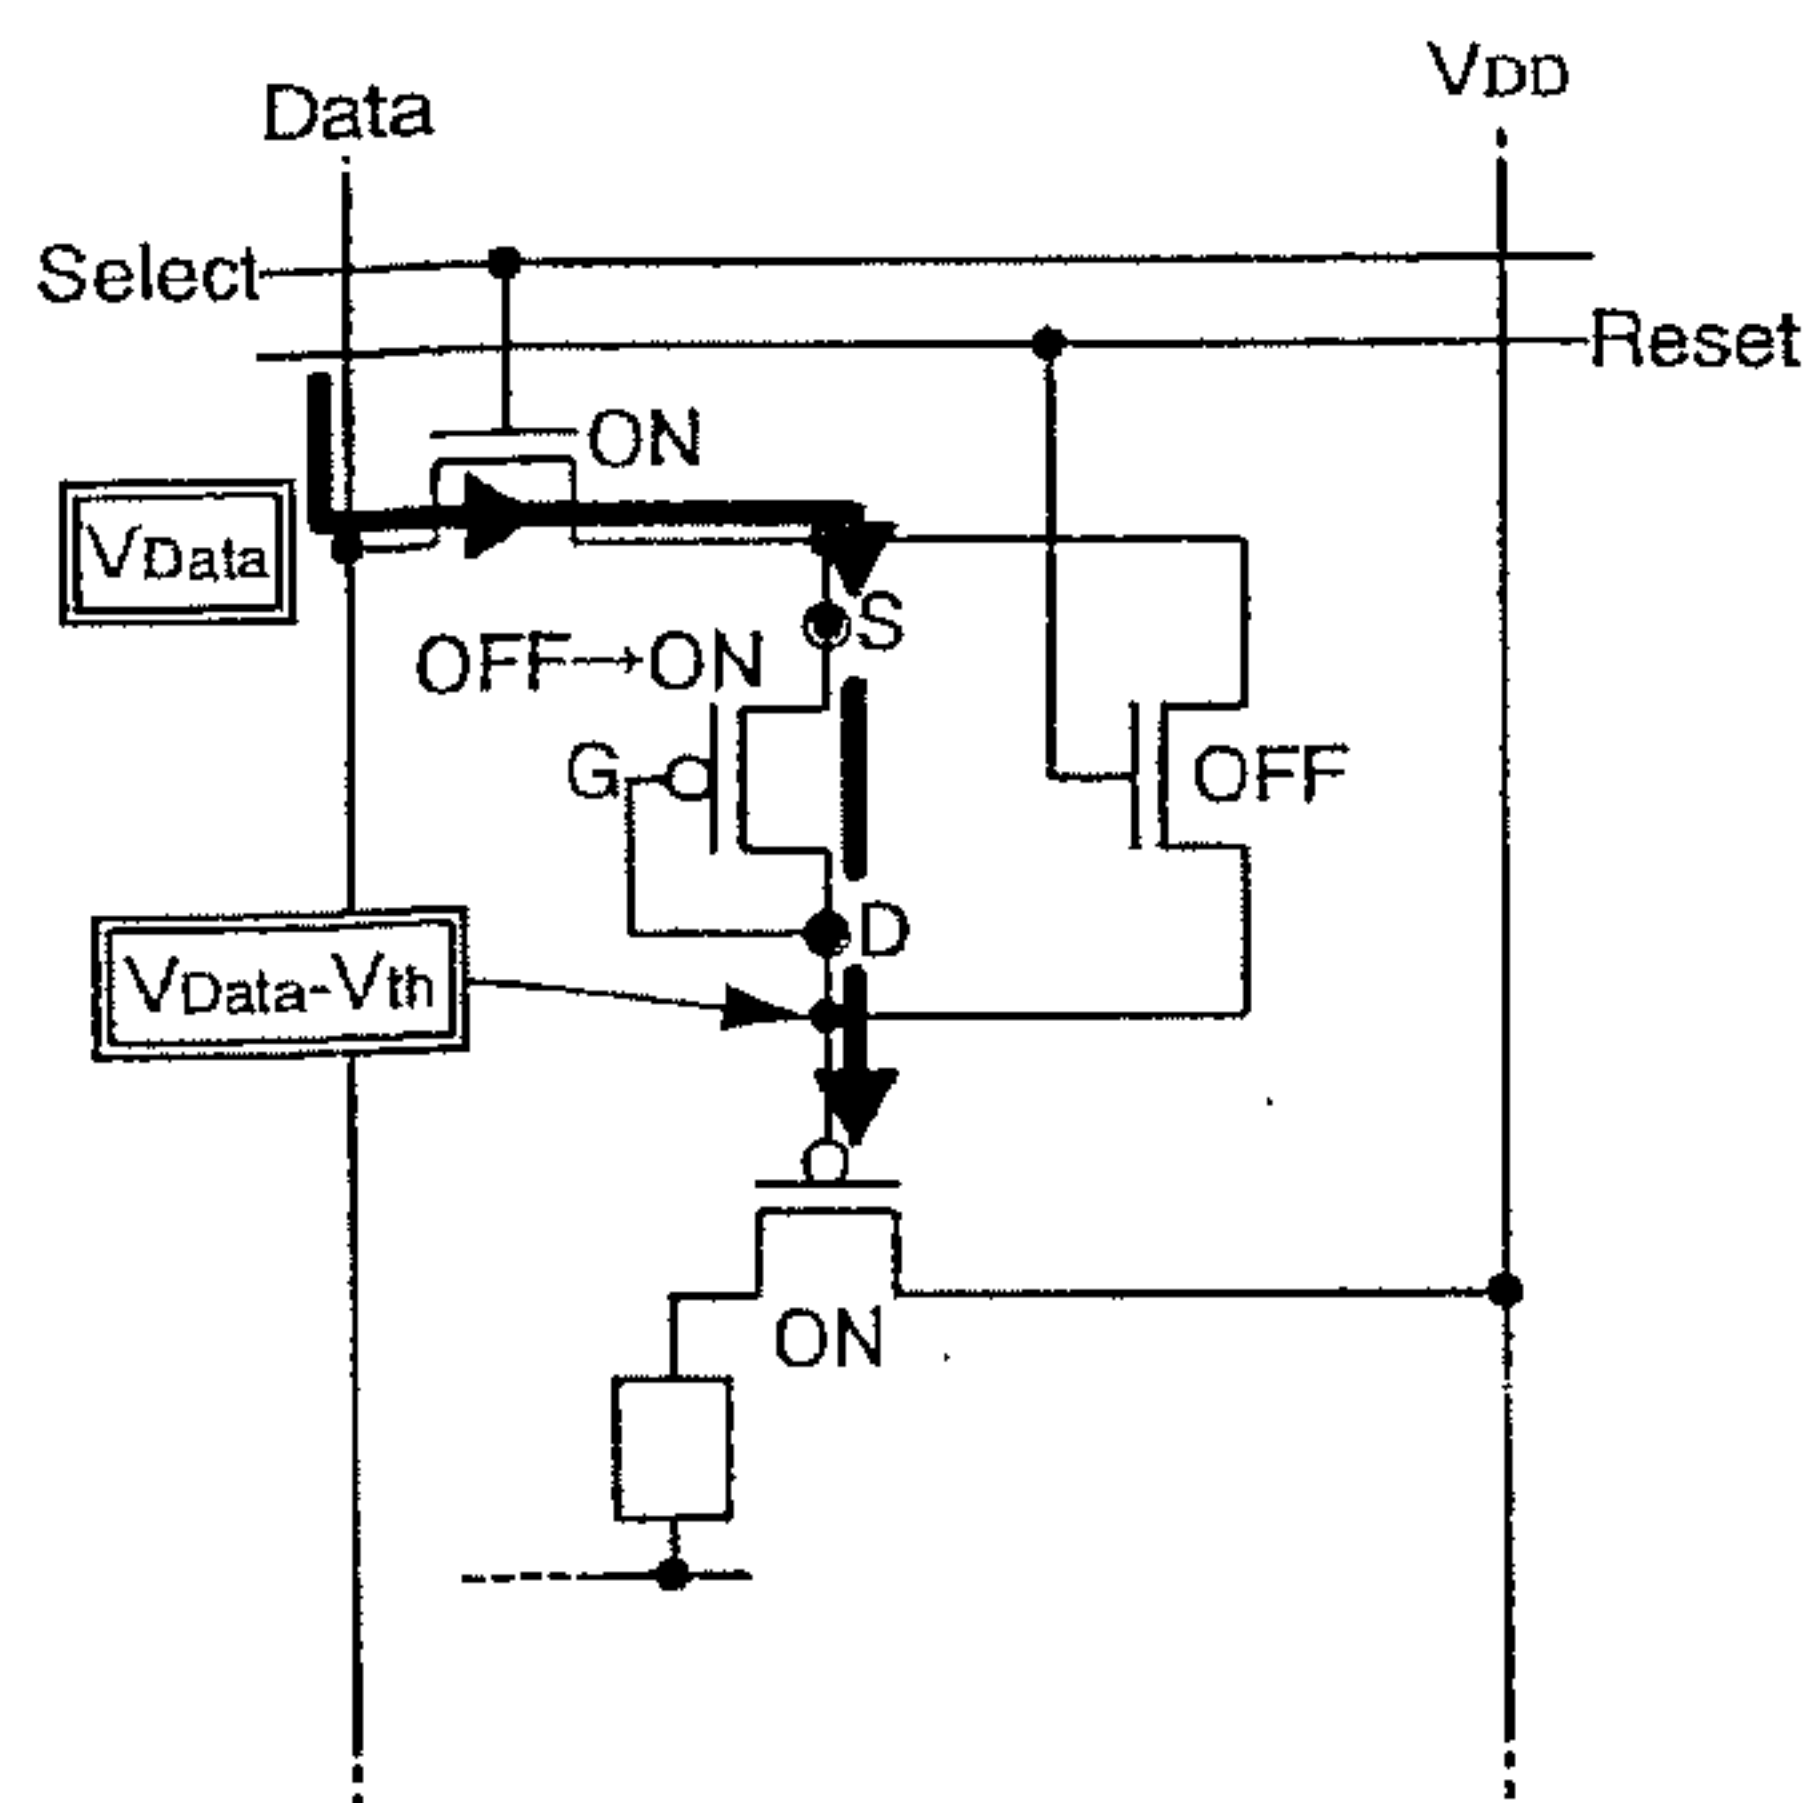 VDD
Data
Select
Reset
ON
VData
S
OFF→ON
G
OFF
D
VData-Vth
ON